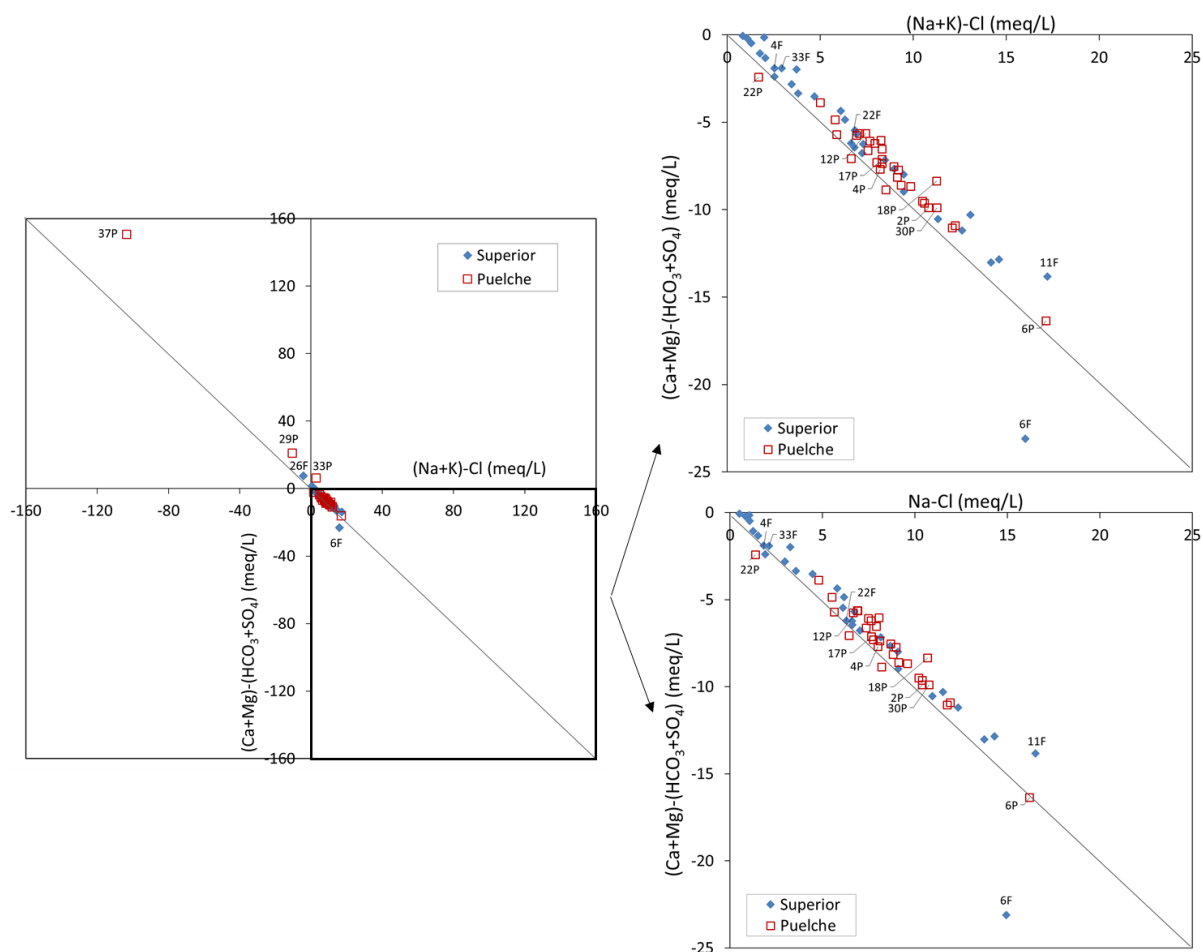 160
120
80
40
0
-40
-80
-120
-160
-160
-120
-80
-40
0
40
80
120
160
(Na+K)-Cl (meq/L)
(Ca+Mg)-(HCO3+SO4) (meq/L)
Superior
Puelche
37P
29P
26F
33P
6F
(Na+K)-Cl (meq/L)
0
5
10
15
20
25
0
-5
-10
-15
-20
-25
(Ca+Mg)-(HCO3+SO4) (meq/L)
4F
33F
22P
22F
12P
17P
4P
18P
2P
30P
11F
6P
6F
Superior
Puelche
Na-Cl (meq/L)
0
5
10
15
20
25
0
-5
-10
-15
-20
-25
(Ca+Mg)-(HCO3+SO4) (meq/L)
4F
33F
22P
22F
12P
17P
4P
18P
2P
30P
11F
6P
6F
Superior
Puelche